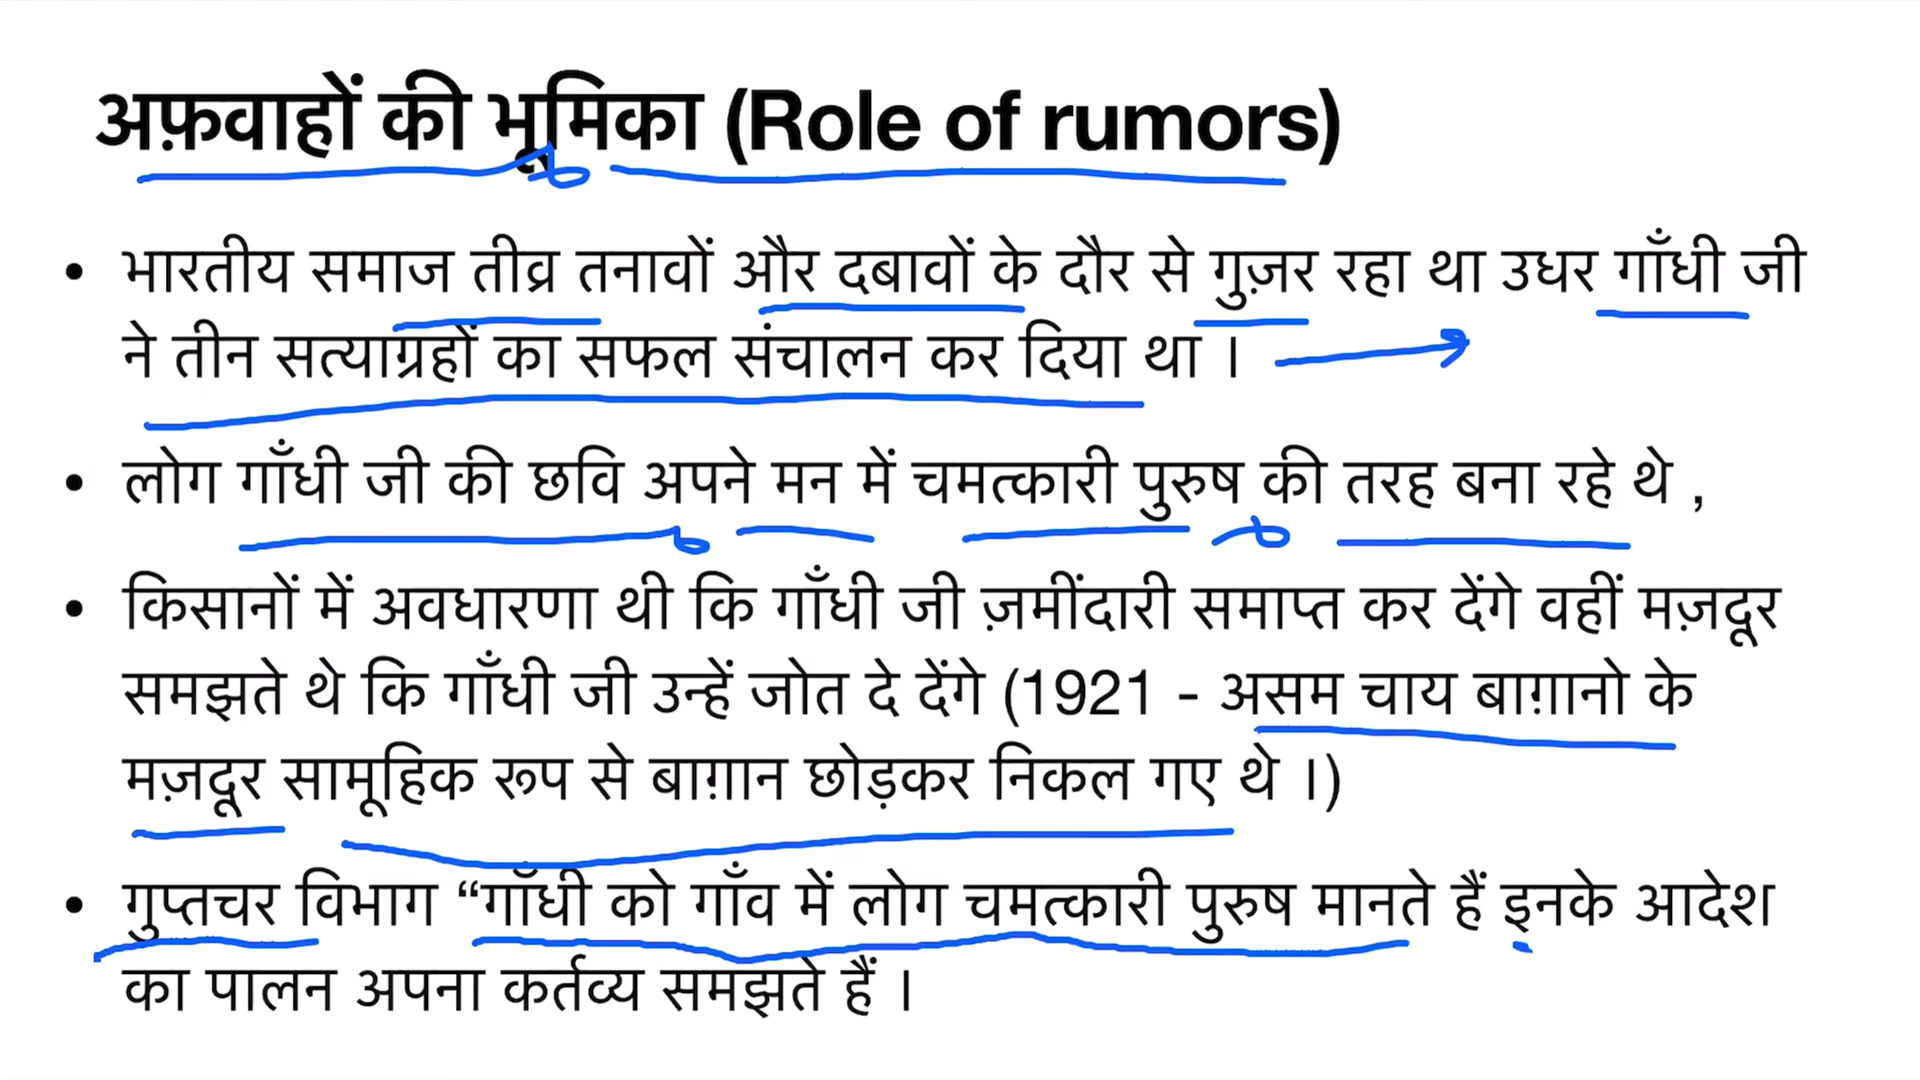 अफ़वाहों की भूमिका (Role of rumors)
• भारतीय समाज तीव्र तनावों और दबावों के दौर से गुज़र रहा था उधर गाँधी जी
ने तीन सत्याग्रहों का सफल संचालन कर दिया था ।
• लोग गाँधी जी की छवि अपने मन में चमत्कारी पुरुष की तरह बना रहे थे ,
• किसानों में अवधारणा थी कि गाँधी जी ज़मींदारी समाप्त कर देंगे वहीं मज़दूर
समझते थे कि गाँधी जी उन्हें जोत दे देंगे (1921 - असम चाय बाग़ानो के
मज़दूर सामूहिक रूप से बाग़ान छोड़कर निकल गए थे ।)
• गुप्तचर विभाग “गाँधी को गाँव में लोग चमत्कारी पुरुष मानते हैं इनके आदेश
का पालन अपना कर्तव्य समझते हैं ।